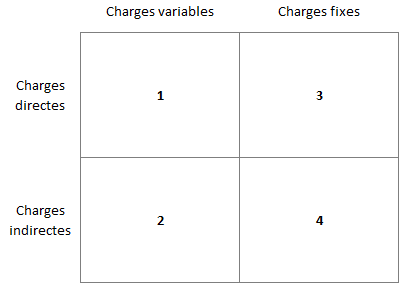 Charges variables
Charges fixes
Charges
directes
1
3
Charges
indirectes
2
4